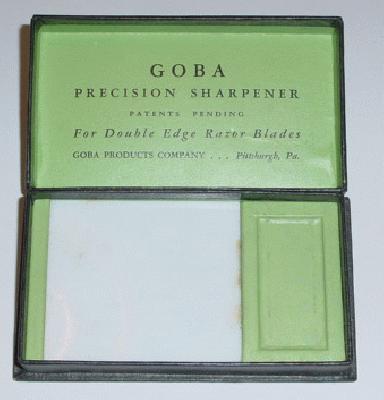 GOBA
PRECISION SHARPENER
PATENTS PENDING
For Double Edge Razor Blades
GOBA PRODUCTS COMPANY . . . Pittsburgh, Pa.